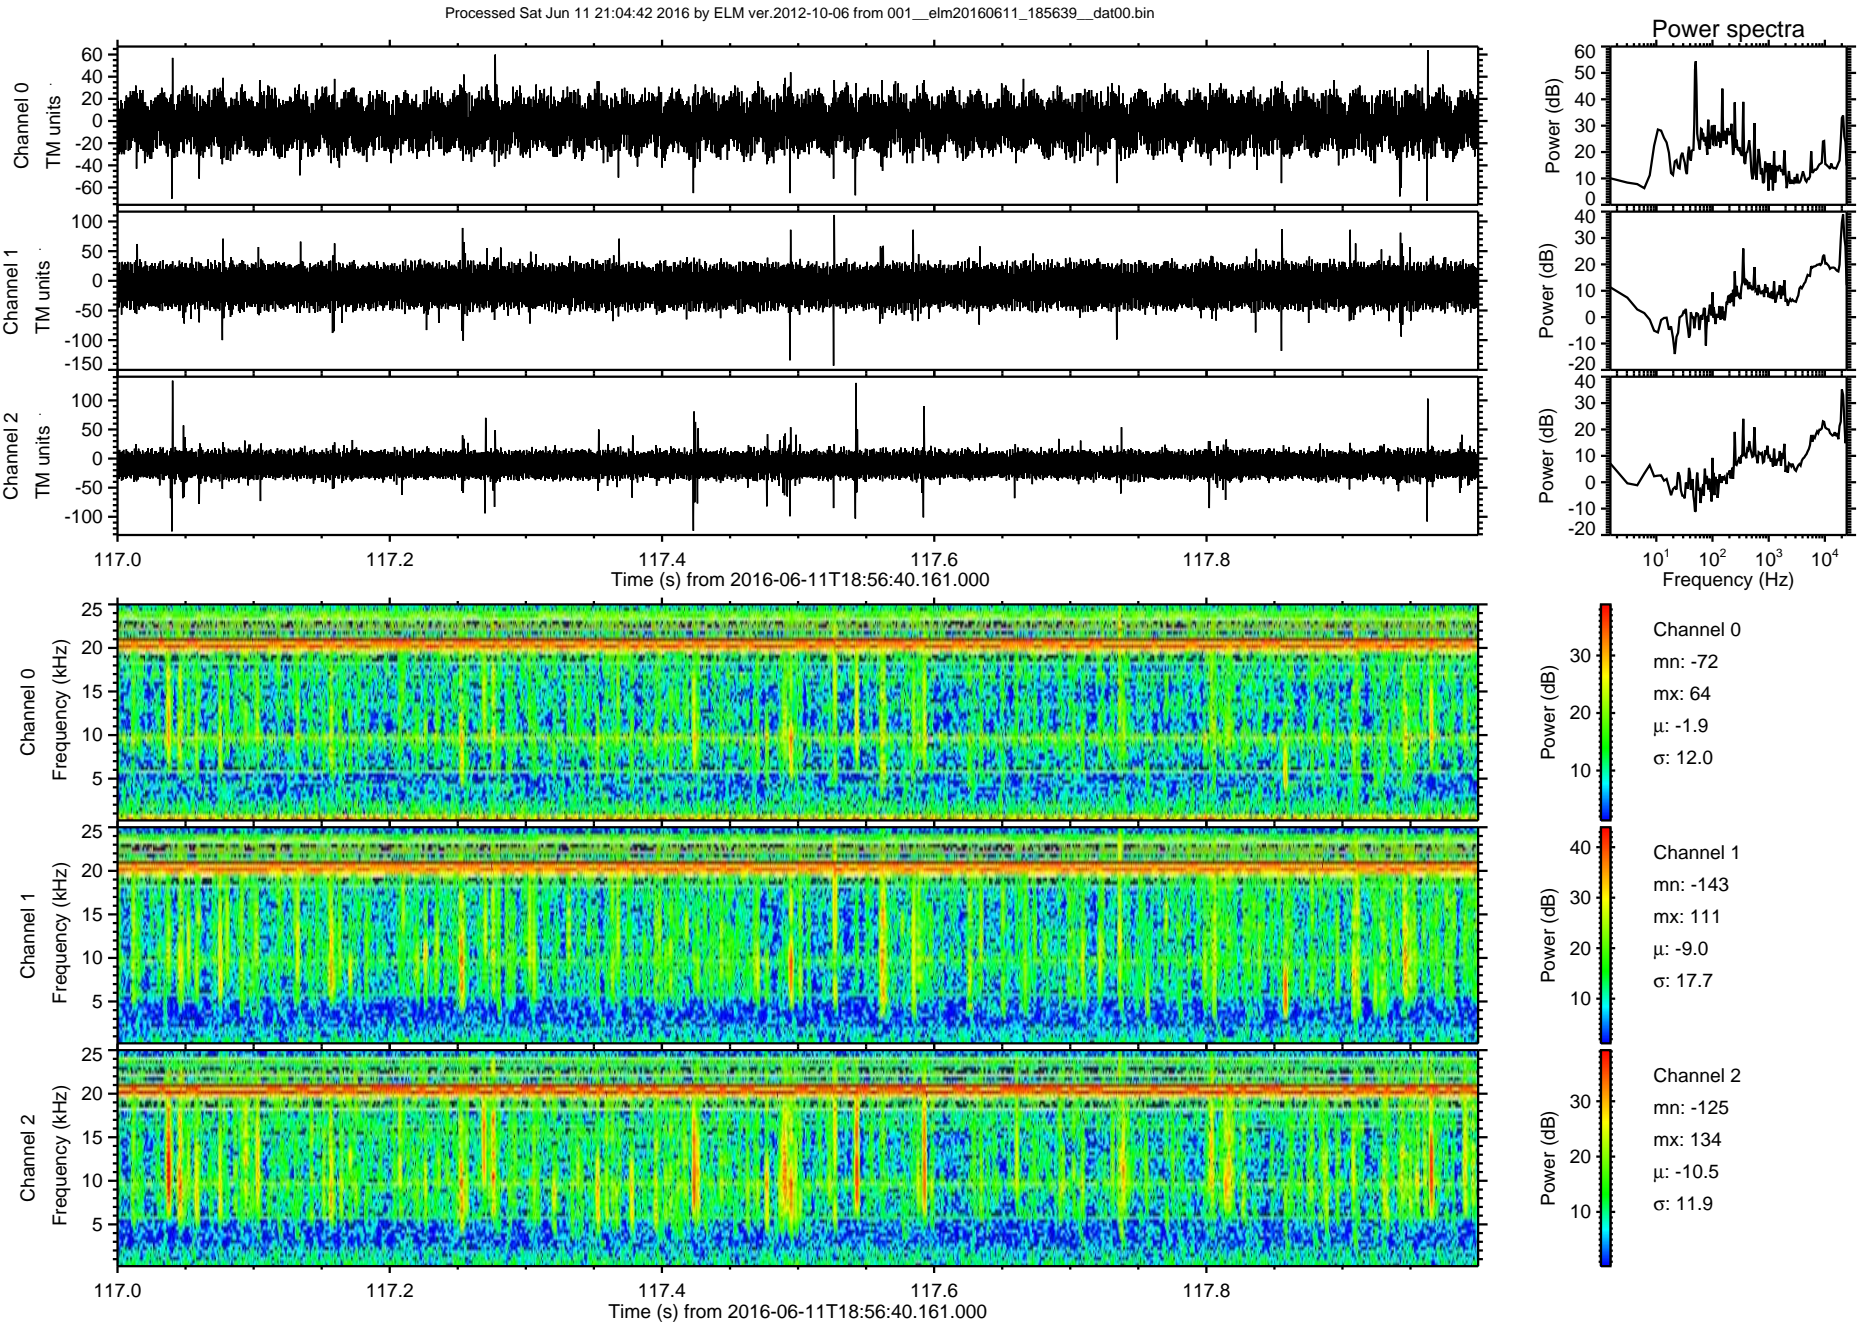 Processed Sat Jun 11 21:04:42 2016 by ELM ver.2012-10-06 from 001__elm20160611_185639__dat00.bin
Power spectra
Channel 0
TM units
60
40
20
0
-20
-40
-60
Power (dB)
60
50
40
30
20
10
0
Channel 1
TM units
100
50
0
-50
-100
-150
Power (dB)
40
30
20
10
0
-10
-20
Channel 2
TM units
100
50
0
-50
-100
Power (dB)
40
30
20
10
0
-10
-20
117.0 117.2 117.4 117.6 117.8
Time (s) from 2016-06-11T18:56:40.161.000
10¹ 10² 10³ 10⁴
Frequency (Hz)
Channel 0
Frequency (kHz)
25
20
15
10
5
Power (dB)
30
20
10
Channel 0
mn: -72
mx: 64
µ: -1.9
σ: 12.0
Channel 1
Frequency (kHz)
25
20
15
10
5
Power (dB)
40
30
20
10
Channel 1
mn: -143
mx: 111
µ: -9.0
σ: 17.7
Channel 2
Frequency (kHz)
25
20
15
10
5
Power (dB)
30
20
10
Channel 2
mn: -125
mx: 134
µ: -10.5
σ: 11.9
117.0 117.2 117.4 117.6 117.8
Time (s) from 2016-06-11T18:56:40.161.000